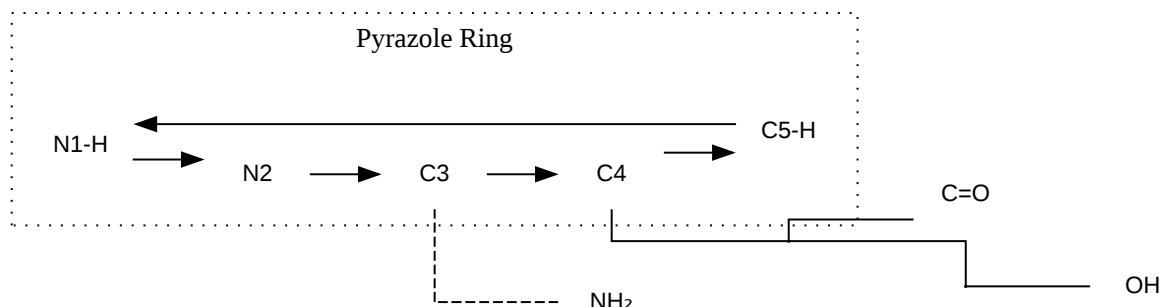 Pyrazole Ring
N1-H
N2
C3
C4
C5-H
C=O
NH₂
OH